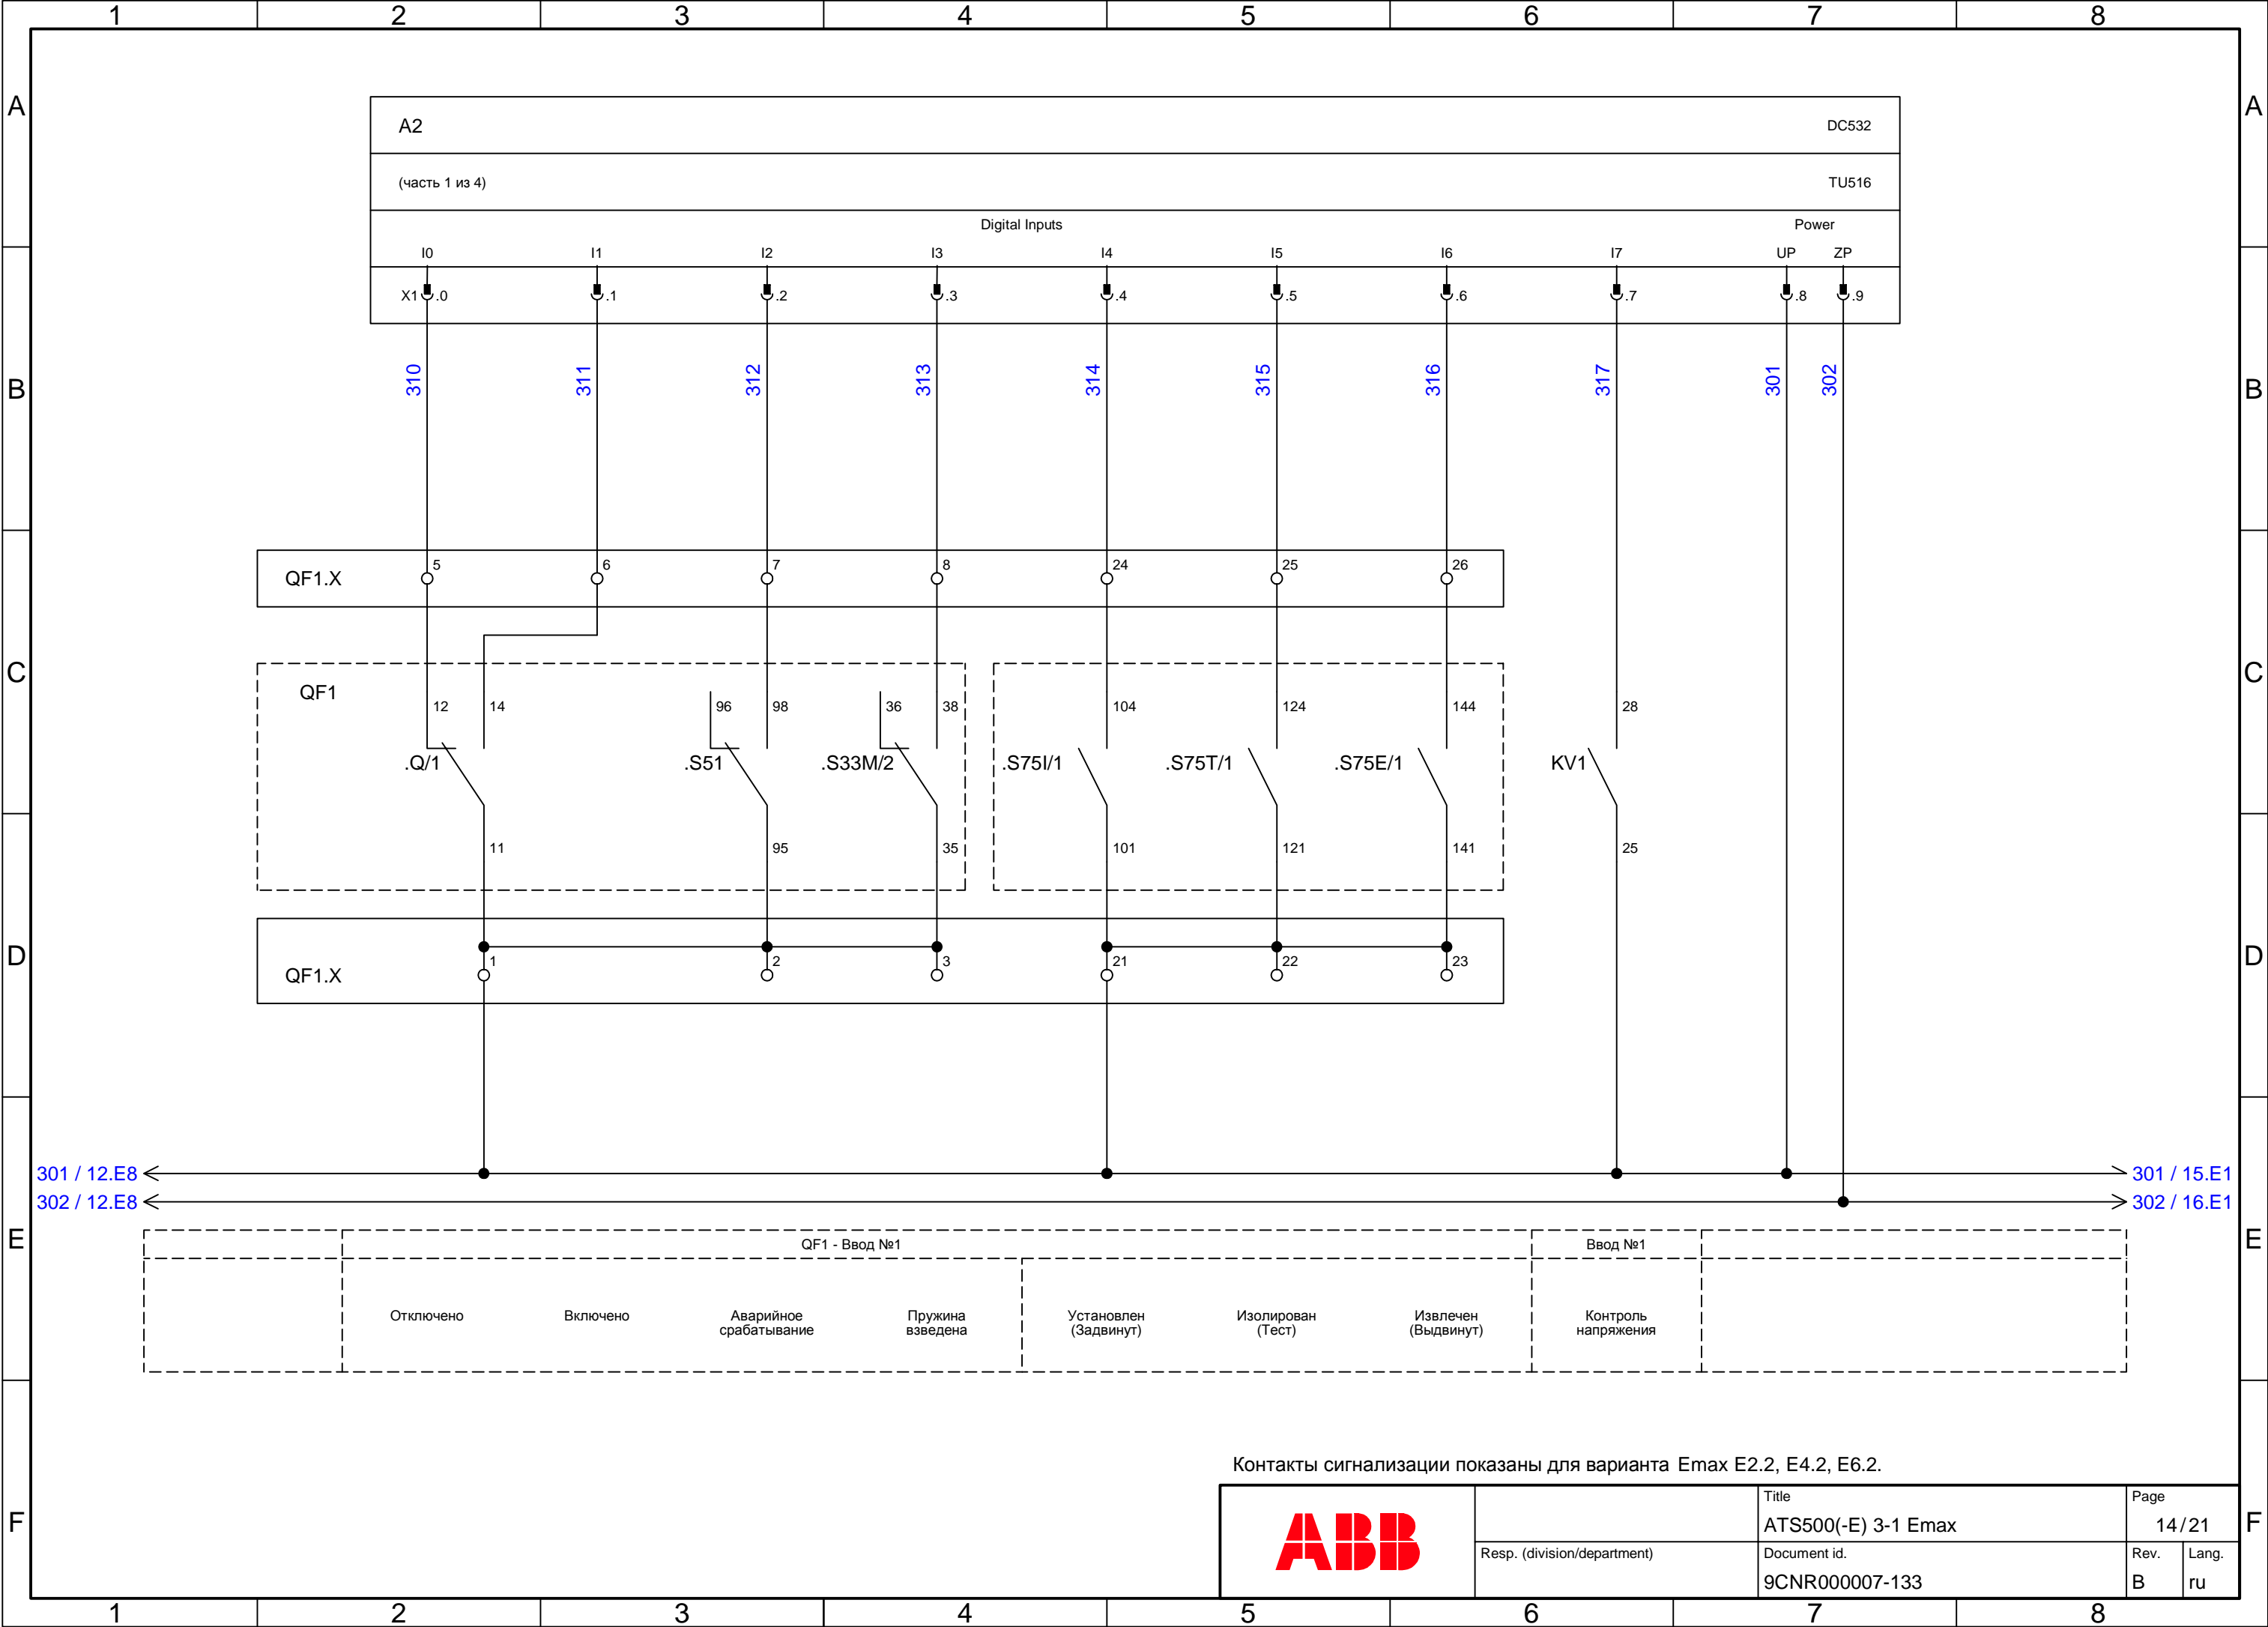 1 2 3 4 5 6 7 8
A A
A2 DC532
(часть 1 из 4) TU516
Digital Inputs Power
I0 I1 I2 I3 I4 I5 I6 I7 UP ZP
X1 .0 .1 .2 .3 .4 .5 .6 .7 .8 .9
B B
310 311 312 313 314 315 316 317 301 302
QF1.X 5 6 7 8 24 25 26
C C
QF1
12 14 96 98 36 38 104 124 144 28
.Q/1 .S51 .S33M/2 .S75I/1 .S75T/1 .S75E/1 KV1
11 95 35 101 121 141 25
D D
QF1.X 1 2 3 21 22 23
301 / 12.E8 301 / 15.E1
302 / 12.E8 302 / 16.E1
E E
QF1 - Ввод №1 Ввод №1
Отключено Включено Аварийное Пружина Установлен Изолирован Извлечен Контроль
срабатывание взведена (Задвинут) (Тест) (Выдвинут) напряжения
Контакты сигнализации показаны для варианта Emax E2.2, E4.2, E6.2.
F F
ABB
Title Page
ATS500(-E) 3-1 Emax 14/21
Resp. (division/department) Document id. Rev. Lang.
9CNR000007-133 B ru
1 2 3 4 5 6 7 8